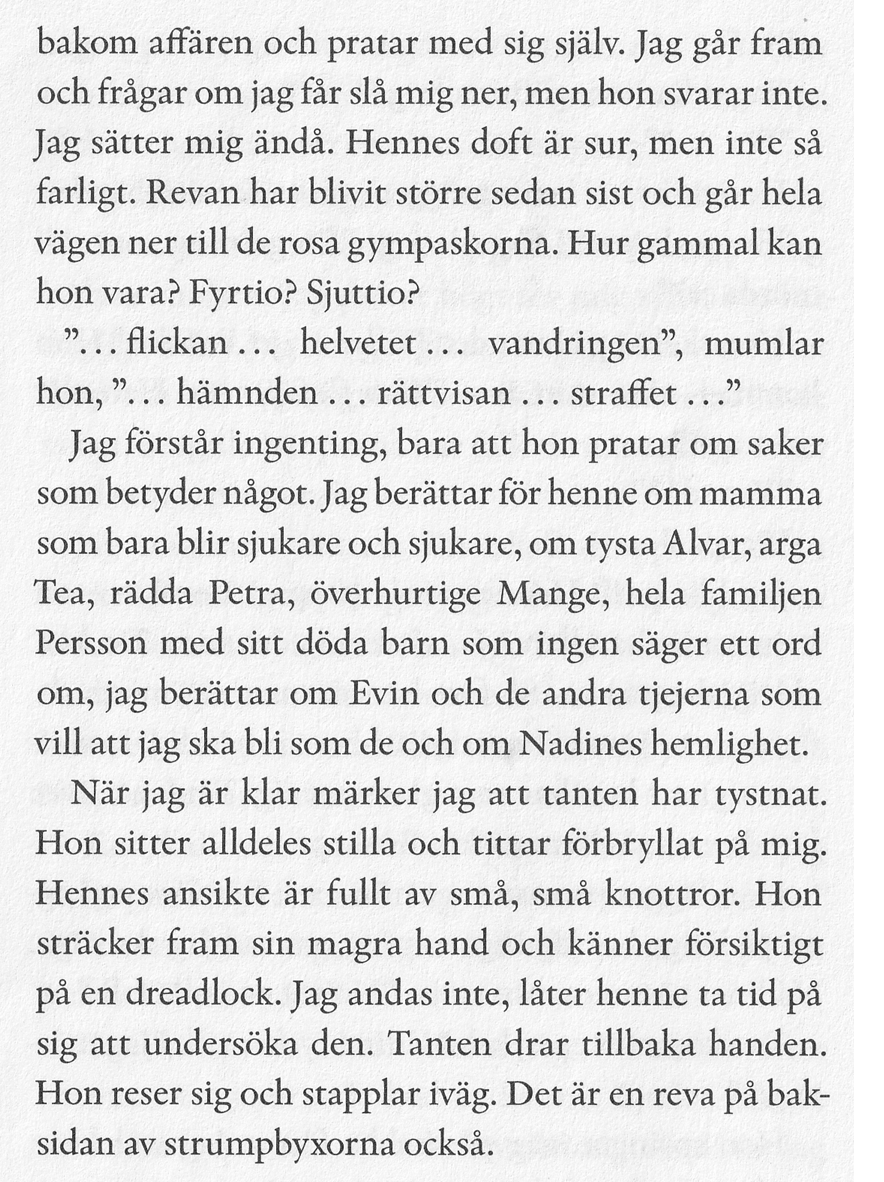 bakom affären och pratar med sig själv. Jag går fram
och frågar om jag får slå mig ner, men hon svarar inte.
Jag sätter mig ändå. Hennes doft är sur, men inte så
farligt. Revan har blivit större sedan sist och går hela
vägen ner till de rosa gympaskorna. Hur gammal kan
hon vara? Fyrtio? Sjuttio?
”… flickan … helvetet … vandringen”, mumlar
hon, ”… hämnden … rättvisan … straffet …”
Jag förstår ingenting, bara att hon pratar om saker
som betyder något. Jag berättar för henne om mamma
som bara blir sjukare och sjukare, om tysta Alvar, arga
Tea, rädda Petra, överhurtige Mange, hela familjen
Persson med sitt döda barn som ingen säger ett ord
om, jag berättar om Evin och de andra tjejerna som
vill att jag ska bli som de och om Nadines hemlighet.
När jag är klar märker jag att tanten har tystnat.
Hon sitter alldeles stilla och tittar förbryllat på mig.
Hennes ansikte är fullt av små, små knottror. Hon
sträcker fram sin magra hand och känner försiktigt
på en dreadlock. Jag andas inte, låter henne ta tid på
sig att undersöka den. Tanten drar tillbaka handen.
Hon reser sig och stapplar iväg. Det är en reva på bak-
sidan av strumpbyxorna också.